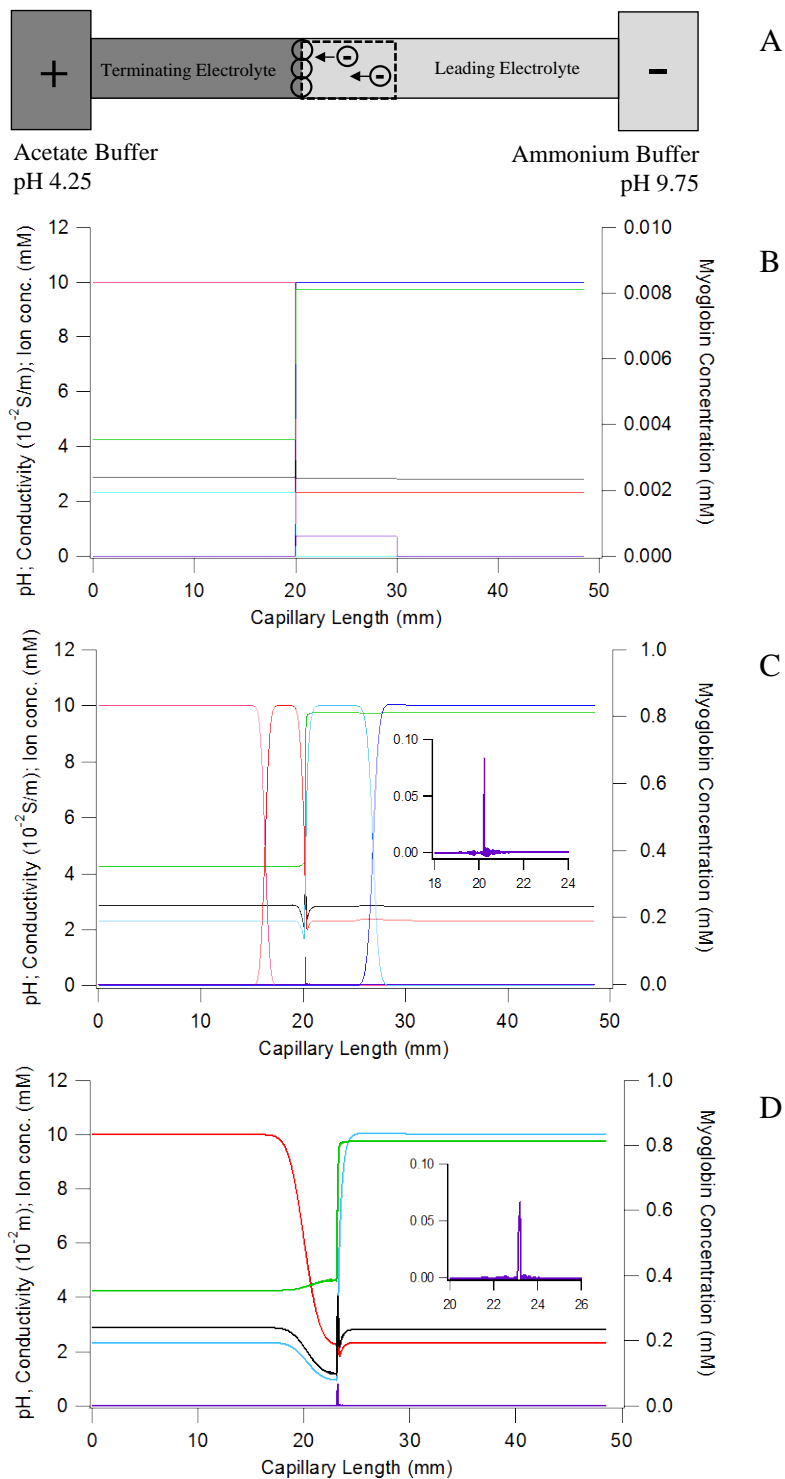 A
+
Terminating Electrolyte
-
-
Leading Electrolyte
-
Acetate Buffer
pH 4.25
Ammonium Buffer
pH 9.75
B
pH; Conductivity (10⁻²S/m); Ion conc. (mM)
12
10
8
6
4
2
0
0.010
0.008
0.006
0.004
0.002
0.000
Myoglobin Concentration (mM)
0 10 20 30 40 50
Capillary Length (mm)
C
pH; Conductivity (10⁻²S/m); Ion conc. (mM)
12
10
8
6
4
2
0
1.0
0.8
0.6
0.4
0.2
0.0
Myoglobin Concentration (mM)
0.10
0.05
0.00
18 20 22 24
0 10 20 30 40 50
Capillary Length (mm)
D
pH, Conductivity (10⁻²m); Ion conc. (mM)
12
10
8
6
4
2
0
1.0
0.8
0.6
0.4
0.2
0.0
Myoglobin Concentration (mM)
0.10
0.05
0.00
20 22 24 26
0 10 20 30 40 50
Capillary Length (mm)